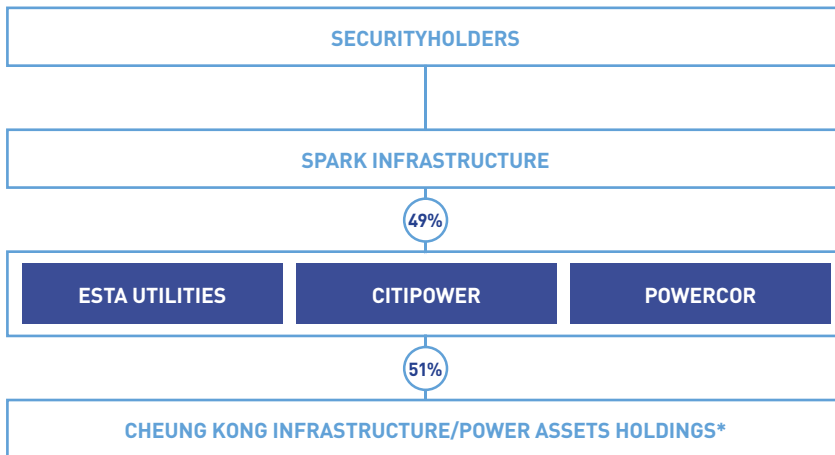 SECURITYHOLDERS
SPARK INFRASTRUCTURE
49%
ESTA UTILITIES
CITIPOWER
POWERCOR
51%
CHEUNG KONG INFRASTRUCTURE/POWER ASSETS HOLDINGS*